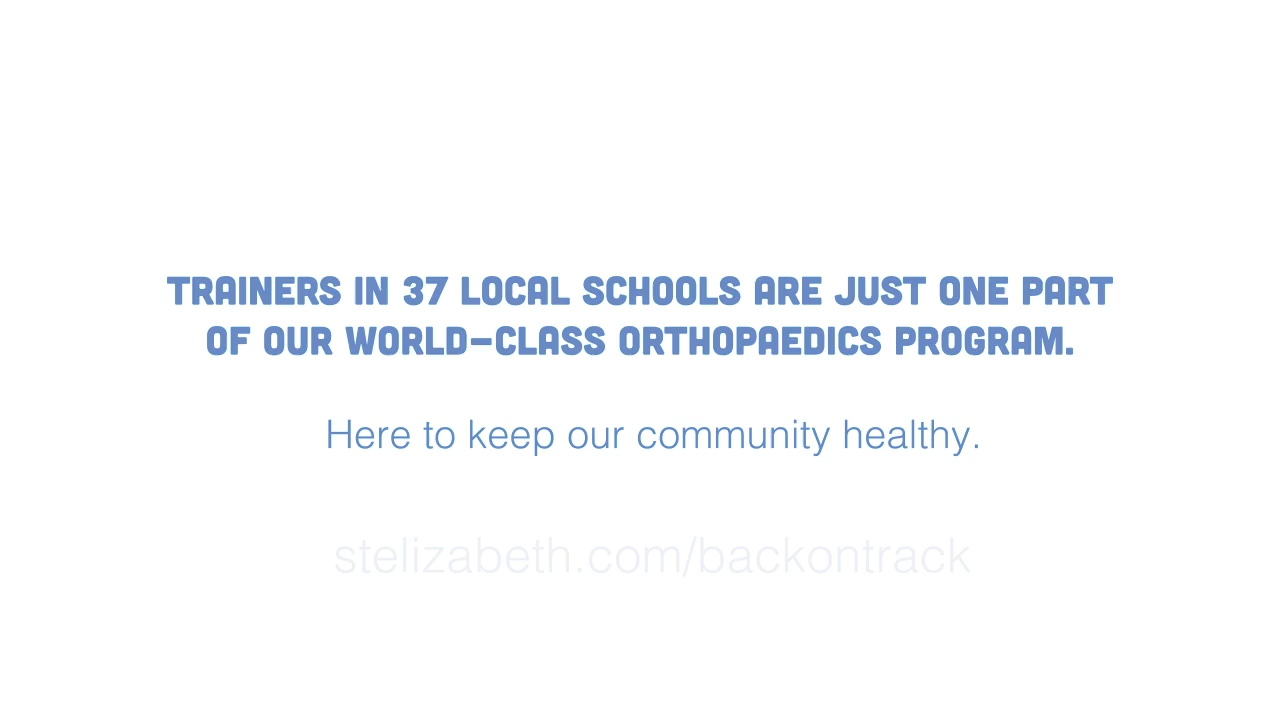 TRAINERS IN 37 LOCAL SCHOOLS ARE JUST ONE PART
OF OUR WORLD-CLASS ORTHOPAEDICS PROGRAM.
Here to keep our community healthy.
stelizabeth.com/backontrack